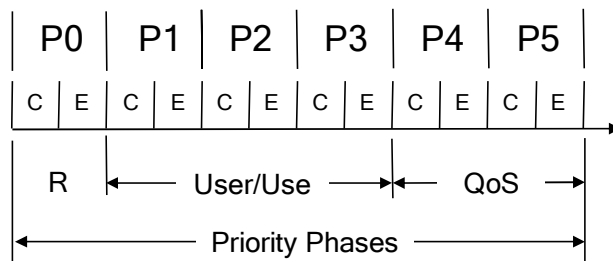 P0 P1 P2 P3 P4 P5
C E C E C E C E C E C E
R User/Use QoS
Priority Phases